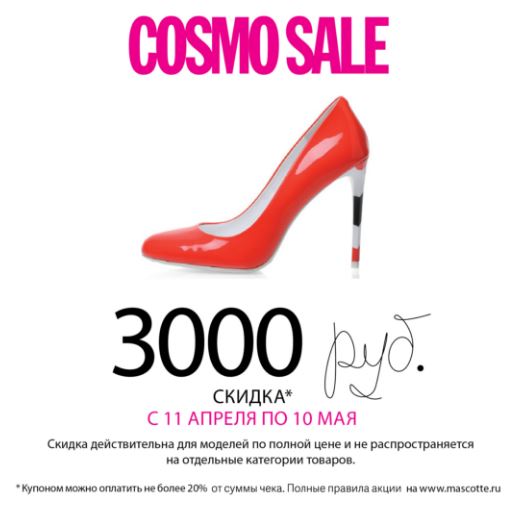 COSMO SALE
3000 руб.
СКИДКА*
С 11 АПРЕЛЯ ПО 10 МАЯ
Скидка действительна для моделей по полной цене и не распространяется
на отдельные категории товаров.
* Купоном можно оплатить не более 20% от суммы чека. Полные правила акции на www.mascotte.ru